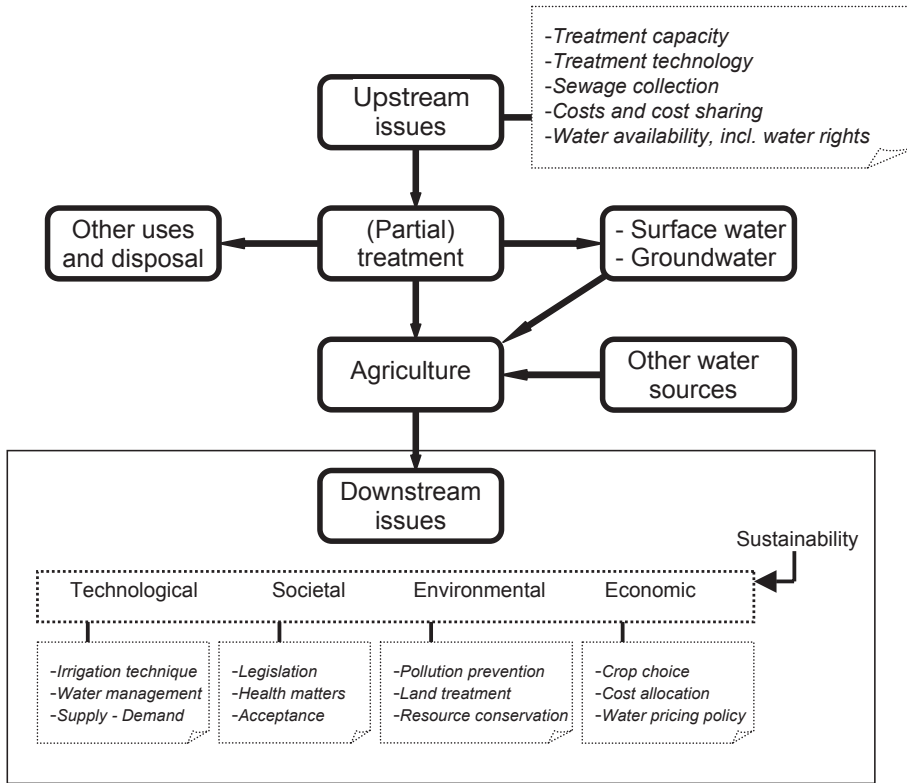 Upstream
issues
-Treatment capacity
-Treatment technology
-Sewage collection
-Costs and cost sharing
-Water availability, incl. water rights
Other uses
and disposal
(Partial)
treatment
- Surface water
- Groundwater
Agriculture
Other water
sources
Downstream
issues
Sustainability
Technological
Societal
Environmental
Economic
-Irrigation technique
-Water management
-Supply - Demand
-Legislation
-Health matters
-Acceptance
-Pollution prevention
-Land treatment
-Resource conservation
-Crop choice
-Cost allocation
-Water pricing policy